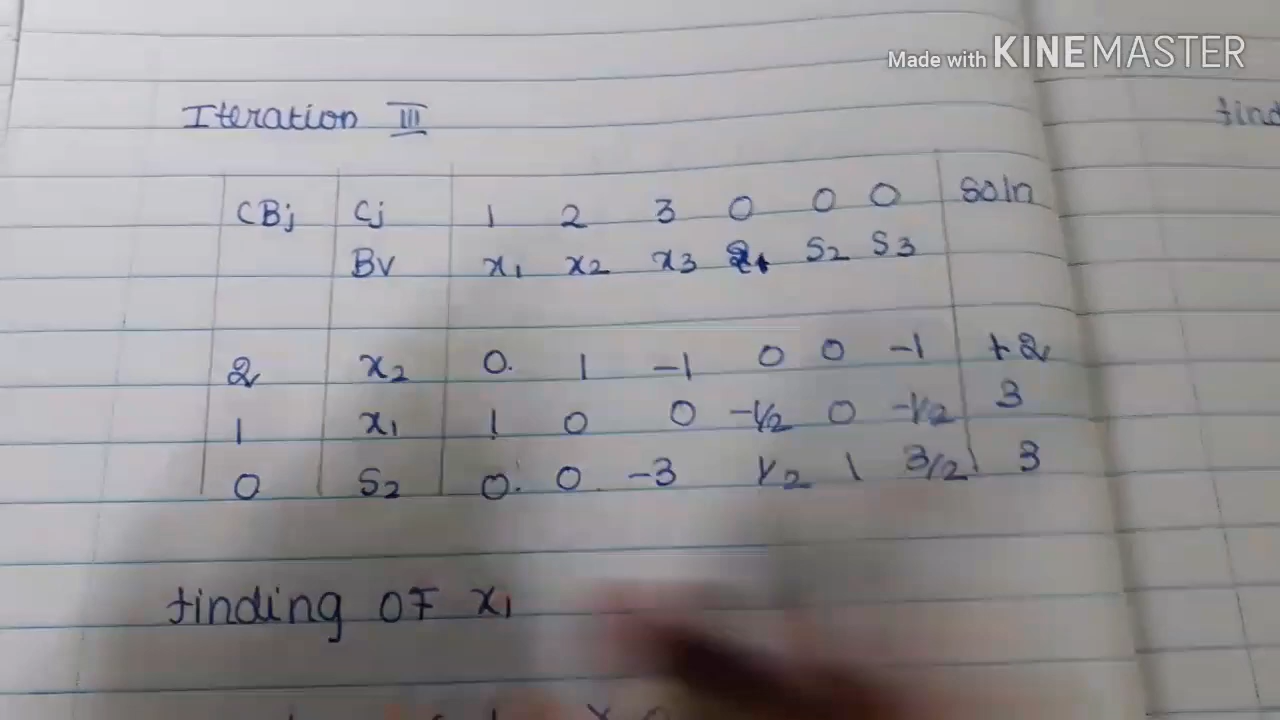 Made with KINEMASTER
Iteration III
find
CBj Cj 1 2 3 0 0 0 soln
BV x1 x2 x3 S2 S3
2 x2 0. 1 -1 0 0 -1 +2
1 x1 1 0 0 -1/2 0 -1/2 3
0 S2 0. 0 -3 1/2 1 3/2 3
finding OF x1